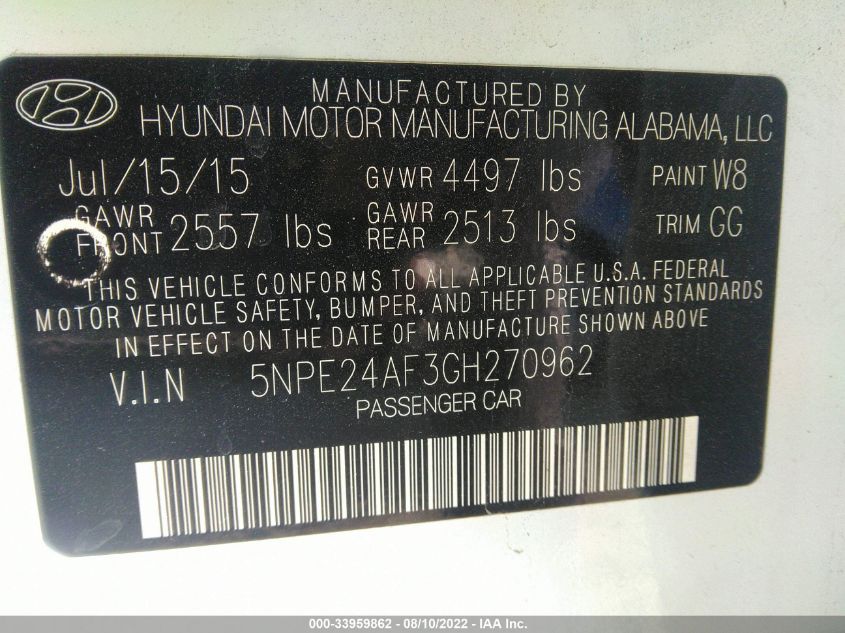 MANUFACTURED BY
HYUNDAI MOTOR MANUFACTURING ALABAMA, LLC
Jul/15/15 GVWR 4497 lbs PAINT W8
GAWR FRONT 2557 lbs GAWR REAR 2513 lbs TRIM GG
THIS VEHICLE CONFORMS TO ALL APPLICABLE U.S.A. FEDERAL
MOTOR VEHICLE SAFETY, BUMPER, AND THEFT PREVENTION STANDARDS
IN EFFECT ON THE DATE OF MANUFACTURE SHOWN ABOVE
V.I.N 5NPE24AF3GH270962
PASSENGER CAR
000-33959862 - 08/10/2022 - IAA Inc.